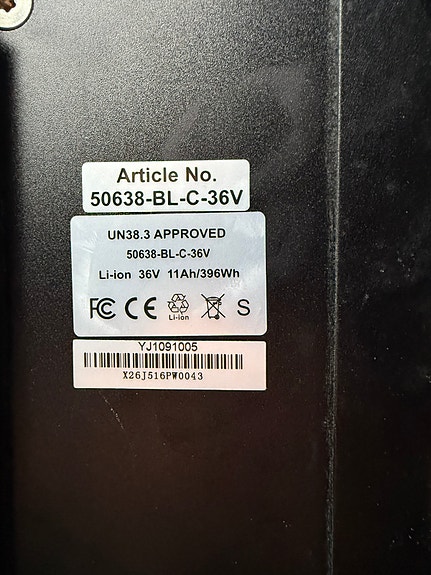 Article No.
50638-BL-C-36V
UN38.3 APPROVED
50638-BL-C-36V
Li-ion 36V 11Ah/396Wh
FC CE Li-ion S
YJ1091005
X26J516PW0043